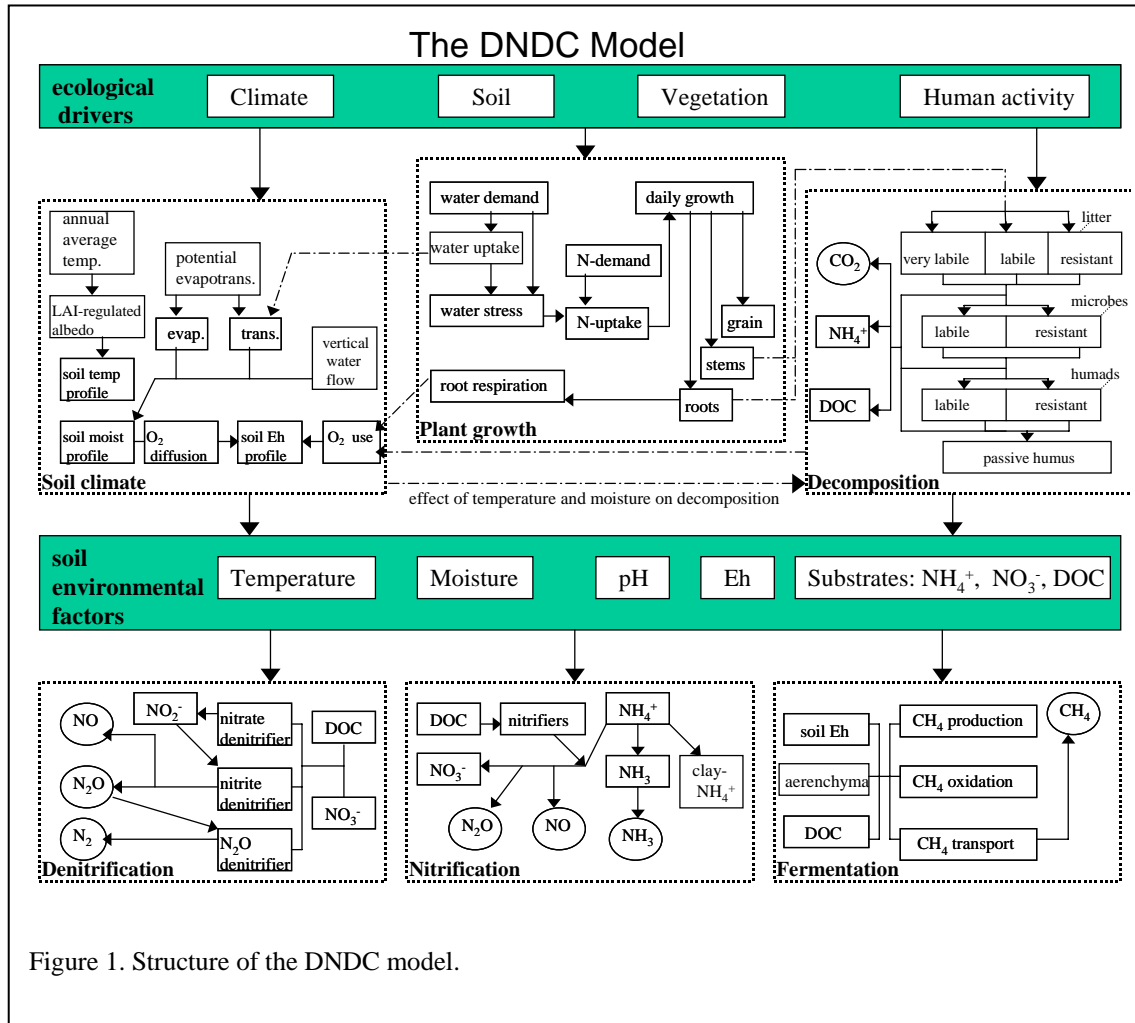 The DNDC Model
ecological
drivers
Climate
Soil
Vegetation
Human activity
annual
average
temp.
potential
evapotrans.
LAI-regulated
albedo
evap.
trans.
vertical
water
flow
soil temp
profile
soil moist
profile
O₂
diffusion
soil Eh
profile
O₂ use
Soil climate
water demand
daily growth
water uptake
N-demand
water stress
N-uptake
grain
stems
root respiration
roots
Plant growth
litter
CO₂
very labile
labile
resistant
microbes
NH₄⁺
labile
resistant
humads
DOC
labile
resistant
passive humus
Decomposition
effect of temperature and moisture on decomposition
soil
environmental
factors
Temperature
Moisture
pH
Eh
Substrates: NH₄⁺, NO₃⁻, DOC
NO
NO₂⁻
nitrate
denitrifier
DOC
N₂O
nitrite
denitrifier
NO₃⁻
N₂
N₂O
denitrifier
Denitrification
DOC
nitrifiers
NH₄⁺
NO₃⁻
NH₃
clay-
NH₄⁺
N₂O
NO
NH₃
Nitrification
soil Eh
CH₄ production
CH₄
aerenchyma
CH₄ oxidation
DOC
CH₄ transport
Fermentation
Figure 1. Structure of the DNDC model.